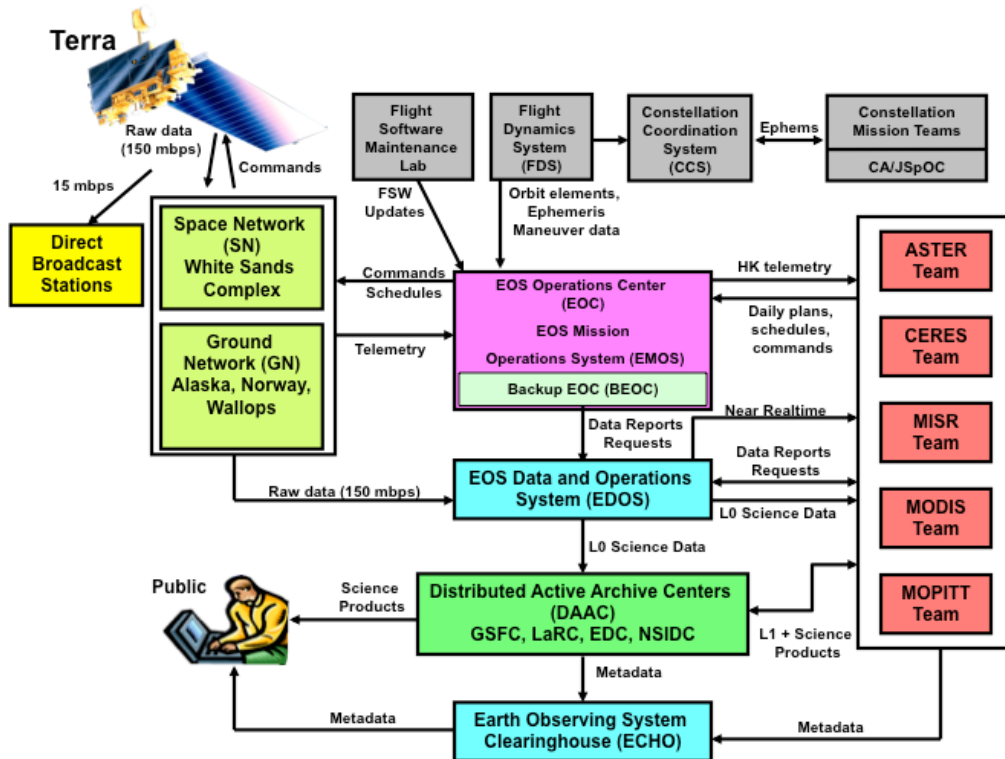 Terra
Raw data
(150 mbps)
Commands
15 mbps
Direct
Broadcast
Stations
Space Network
(SN)
White Sands
Complex
Ground
Network (GN)
Alaska, Norway,
Wallops
Flight
Software
Maintenance
Lab
Flight
Dynamics
System
(FDS)
Constellation
Coordination
System
(CCS)
Ephems
Constellation
Mission Teams
CA/JSpOC
FSW
Updates
Orbit elements,
Ephemeris
Maneuver data
Commands
Schedules
Telemetry
EOS Operations Center
(EOC)
EOS Mission
Operations System (EMOS)
Backup EOC (BEOC)
HK telemetry
Daily plans,
schedules,
commands
ASTER
Team
CERES
Team
MISR
Team
MODIS
Team
MOPITT
Team
Data Reports
Requests
Near Realtime
Data Reports
Requests
Raw data (150 mbps)
EOS Data and Operations
System (EDOS)
L0 Science Data
L0 Science Data
Public
Science
Products
Distributed Active Archive Centers
(DAAC)
GSFC, LaRC, EDC, NSIDC
L1 + Science
Products
Metadata
Metadata
Earth Observing System
Clearinghouse (ECHO)
Metadata